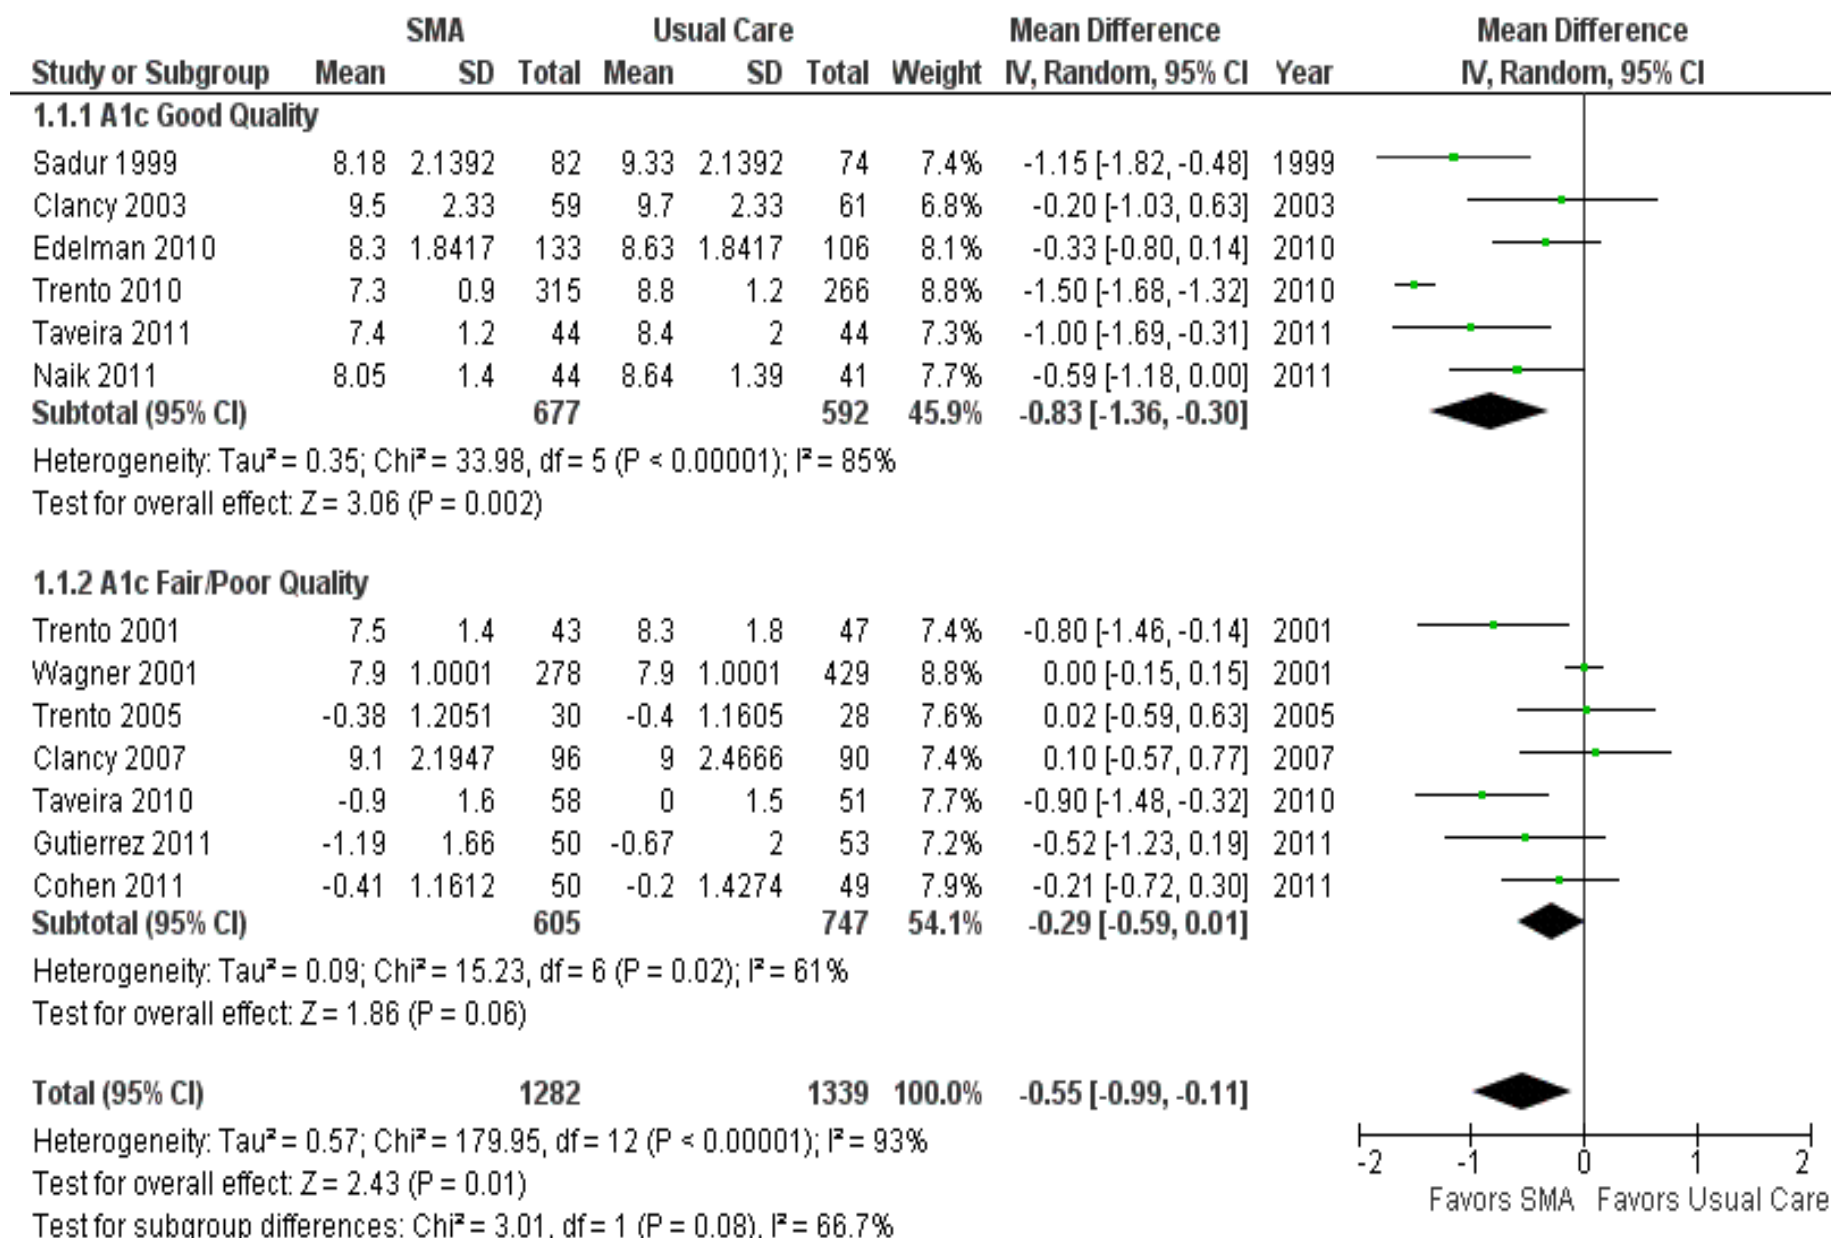 SMA Usual Care Mean Difference Mean Difference
Study or Subgroup Mean SD Total Mean SD Total Weight IV, Random, 95% CI Year IV, Random, 95% CI
1.1.1 A1c Good Quality
Sadur 1999 8.18 2.1392 82 9.33 2.1392 74 7.4% -1.15 [-1.82, -0.48] 1999
Clancy 2003 9.5 2.33 59 9.7 2.33 61 6.8% -0.20 [-1.03, 0.63] 2003
Edelman 2010 8.3 1.8417 133 8.63 1.8417 106 8.1% -0.33 [-0.80, 0.14] 2010
Trento 2010 7.3 0.9 315 8.8 1.2 266 8.8% -1.50 [-1.68, -1.32] 2010
Taveira 2011 7.4 1.2 44 8.4 2 44 7.3% -1.00 [-1.69, -0.31] 2011
Naik 2011 8.05 1.4 44 8.64 1.39 41 7.7% -0.59 [-1.18, 0.00] 2011
Subtotal (95% CI) 677 592 45.9% -0.83 [-1.36, -0.30]
Heterogeneity: Tau² = 0.35; Chi² = 33.98, df = 5 (P < 0.00001); I² = 85%
Test for overall effect: Z = 3.06 (P = 0.002)
1.1.2 A1c Fair/Poor Quality
Trento 2001 7.5 1.4 43 8.3 1.8 47 7.4% -0.80 [-1.46, -0.14] 2001
Wagner 2001 7.9 1.0001 278 7.9 1.0001 429 8.8% 0.00 [-0.15, 0.15] 2001
Trento 2005 -0.38 1.2051 30 -0.4 1.1605 28 7.6% 0.02 [-0.59, 0.63] 2005
Clancy 2007 9.1 2.1947 96 9 2.4666 90 7.4% 0.10 [-0.57, 0.77] 2007
Taveira 2010 -0.9 1.6 58 0 1.5 51 7.7% -0.90 [-1.48, -0.32] 2010
Gutierrez 2011 -1.19 1.66 50 -0.67 2 53 7.2% -0.52 [-1.23, 0.19] 2011
Cohen 2011 -0.41 1.1612 50 -0.2 1.4274 49 7.9% -0.21 [-0.72, 0.30] 2011
Subtotal (95% CI) 605 747 54.1% -0.29 [-0.59, 0.01]
Heterogeneity: Tau² = 0.09; Chi² = 15.23, df = 6 (P = 0.02); I² = 61%
Test for overall effect: Z = 1.86 (P = 0.06)
Total (95% CI) 1282 1339 100.0% -0.55 [-0.99, -0.11]
Heterogeneity: Tau² = 0.57; Chi² = 179.95, df = 12 (P < 0.00001); I² = 93%
-2 -1 0 1 2
Test for overall effect: Z = 2.43 (P = 0.01)
Favors SMA Favors Usual Care
Test for subgroup differences: Chi² = 3.01, df = 1 (P = 0.08), I² = 66.7%